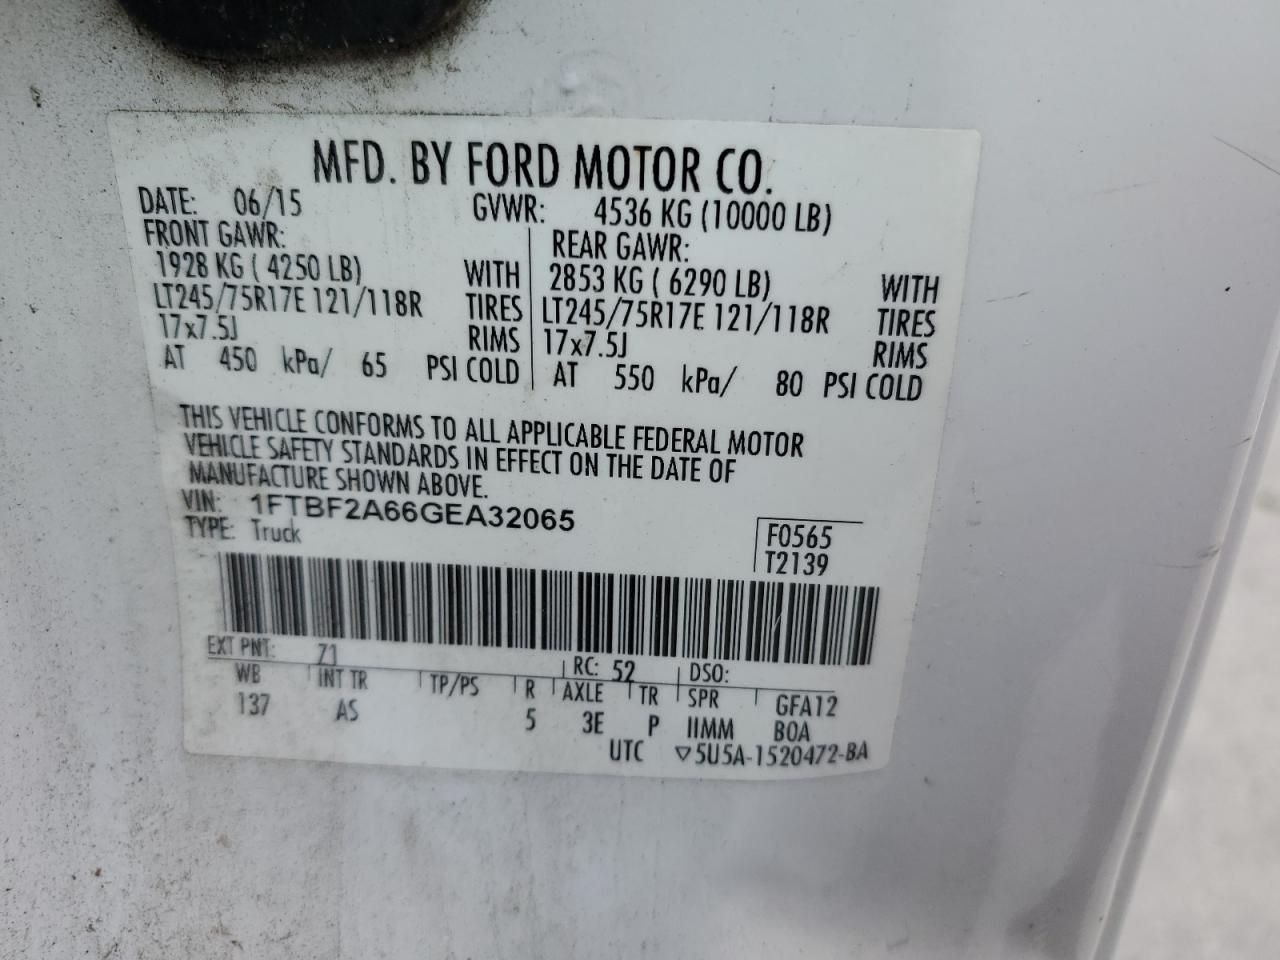 MFD. BY FORD MOTOR CO.
DATE: 06/15 GVWR: 4536 KG (10000 LB)
FRONT GAWR: REAR GAWR:
1928 KG ( 4250 LB) WITH 2853 KG ( 6290 LB) WITH
LT245/75R17E 121/118R TIRES LT245/75R17E 121/118R TIRES
17x7.5J RIMS 17x7.5J RIMS
AT 450 kPa/ 65 PSI COLD AT 550 kPa/ 80 PSI COLD
THIS VEHICLE CONFORMS TO ALL APPLICABLE FEDERAL MOTOR
VEHICLE SAFETY STANDARDS IN EFFECT ON THE DATE OF
MANUFACTURE SHOWN ABOVE.
VIN: 1FTBF2A66GEA32065
TYPE: Truck
F0565
T2139
EXT PNT: Z1 RC: 52 DSO:
WB INT TR TP/PS R AXLE TR SPR GFA12
137 AS 5 3E P IIMM BOA
UTC ▽5U5A-1520472-BA